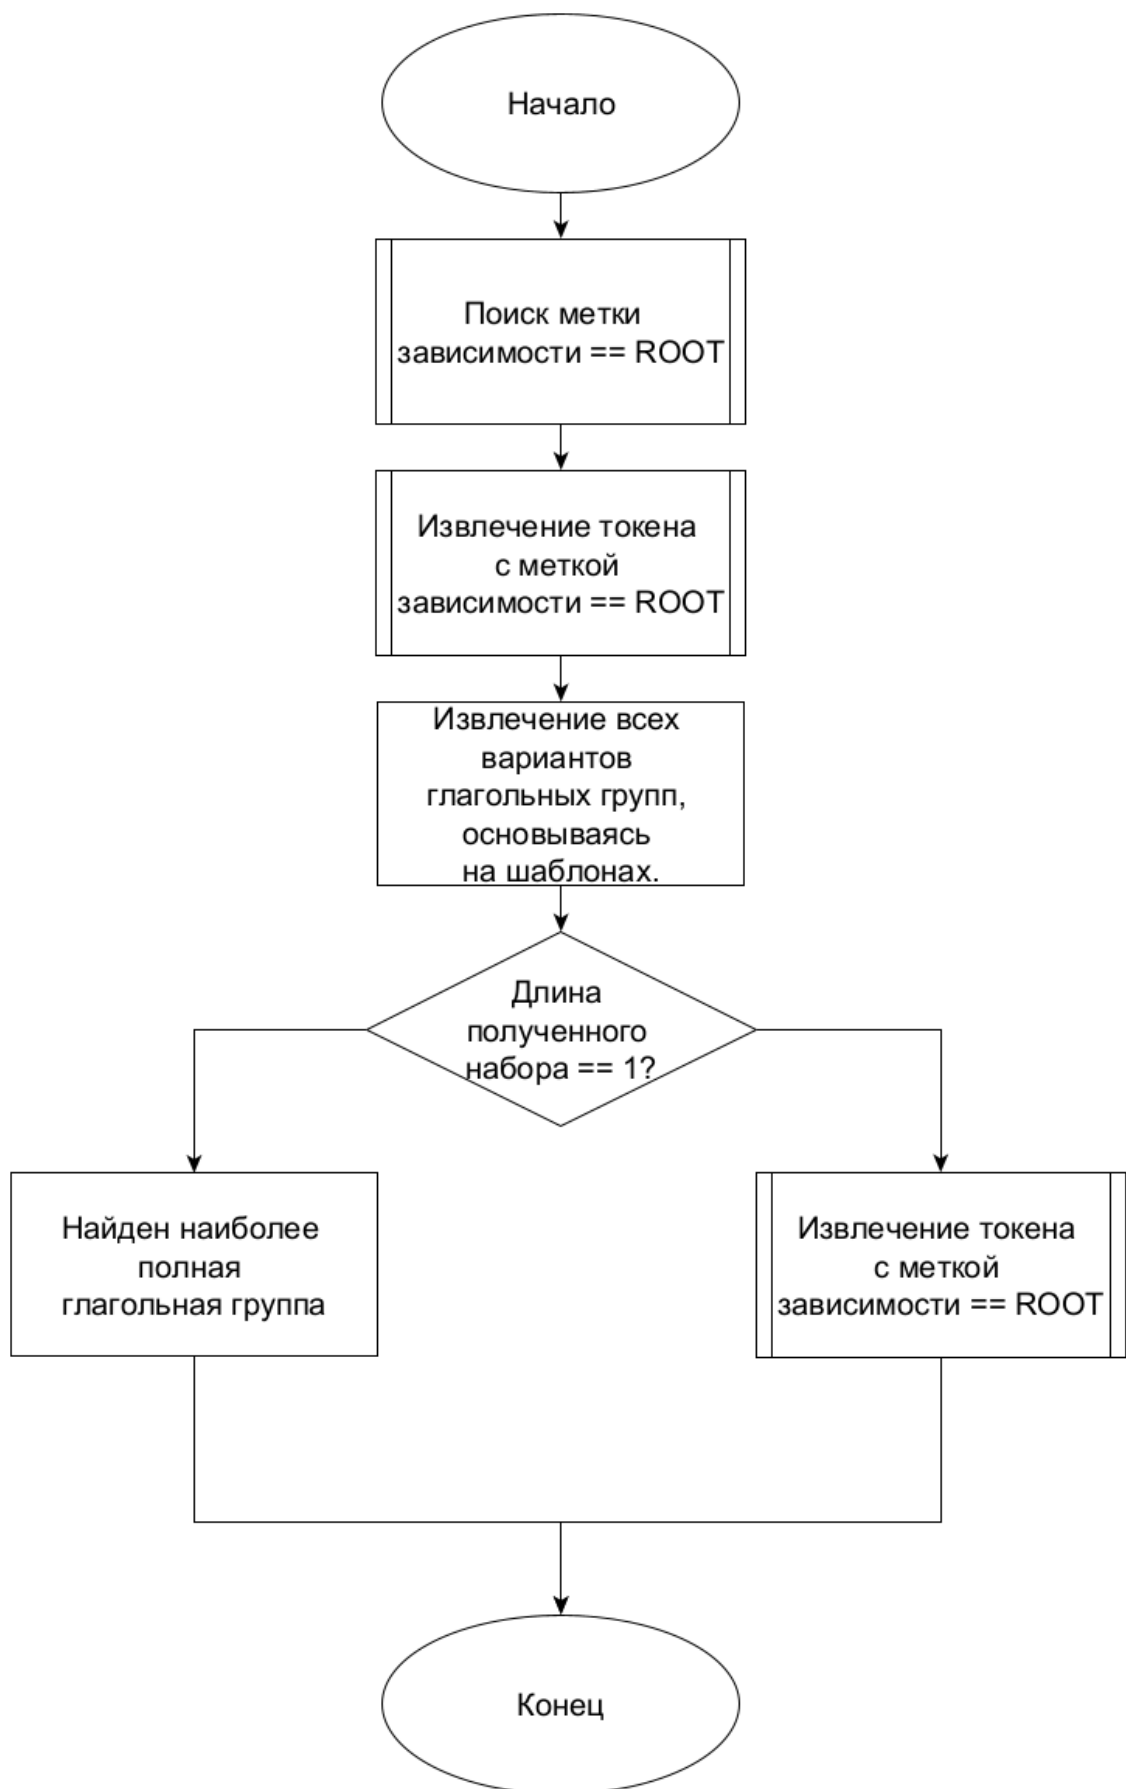 Начало
Поиск метки
зависимости == ROOT
Извлечение токена
с меткой
зависимости == ROOT
Извлечение всех
вариантов
глагольных групп,
основываясь
на шаблонах.
Длина
полученного
набора == 1?
Найден наиболее
полная
глагольная группа
Извлечение токена
с меткой
зависимости == ROOT
Конец